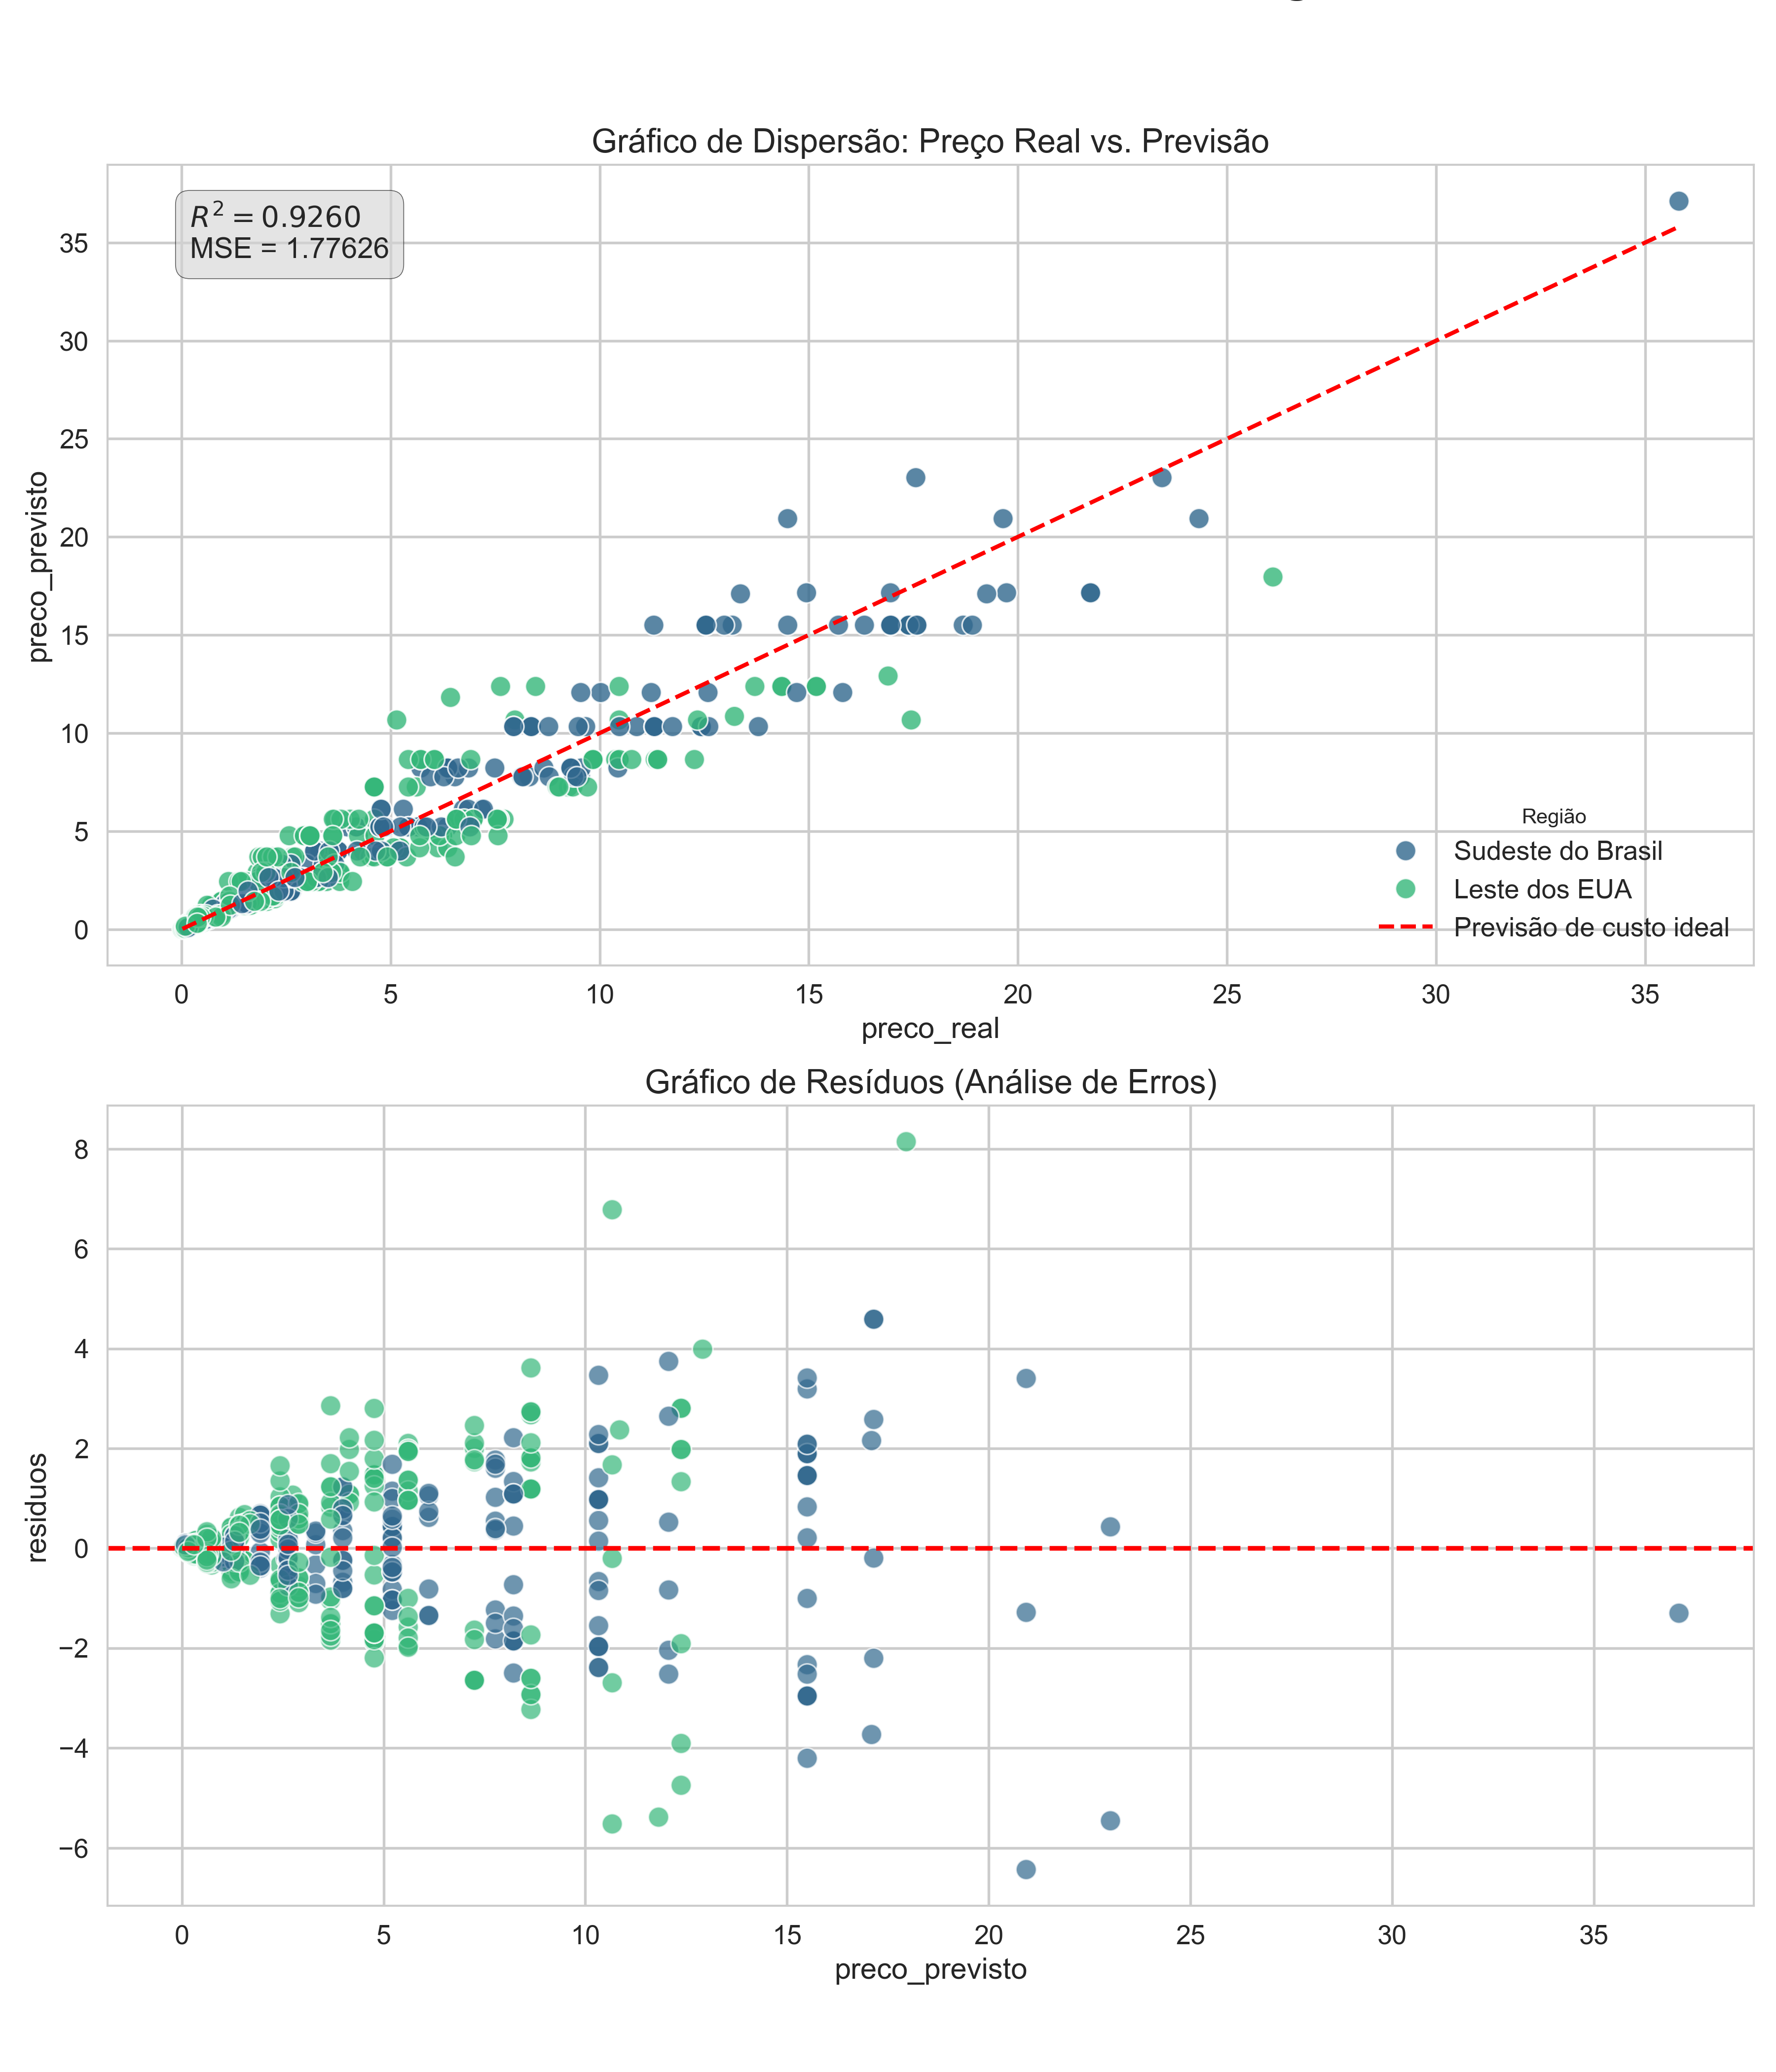 Gráfico de Dispersão: Preço Real vs. Previsão
R² = 0.9260
MSE = 1.77626
preco_previsto
35
30
25
20
15
10
5
0
Região
Sudeste do Brasil
Leste dos EUA
Previsão de custo ideal
0 5 10 15 20 25 30 35
preco_real
Gráfico de Resíduos (Análise de Erros)
residuos
8
6
4
2
0
−2
−4
−6
0 5 10 15 20 25 30 35
preco_previsto